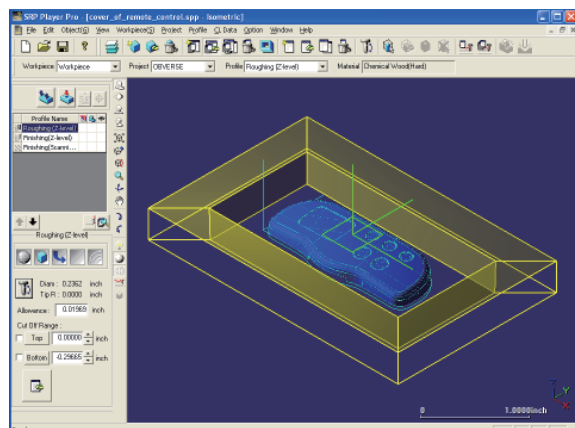 SRP Player Pro - [cover_of_remote_control.spp - Isometric]
File Edit Object(S) View Workpiece(S) Project Profile CL Data Option Window Help
Workpiece Workpiece Project OBVERSE Profile Roughing (Z-level) Material Chemical Wood(Hard)
Profile Name
Roughing (Z-level)
Finishing(Z-level)
Finishing(Scanni...
Roughing (Z-level)
Diam : 0.2362 inch
Tip R : 0.0000 inch
Allowance : 0.01969 inch
Cut Off Range :
Top 0.00000 inch
Bottom -0.29665 inch
Z
Y
X
0 1.0000inch